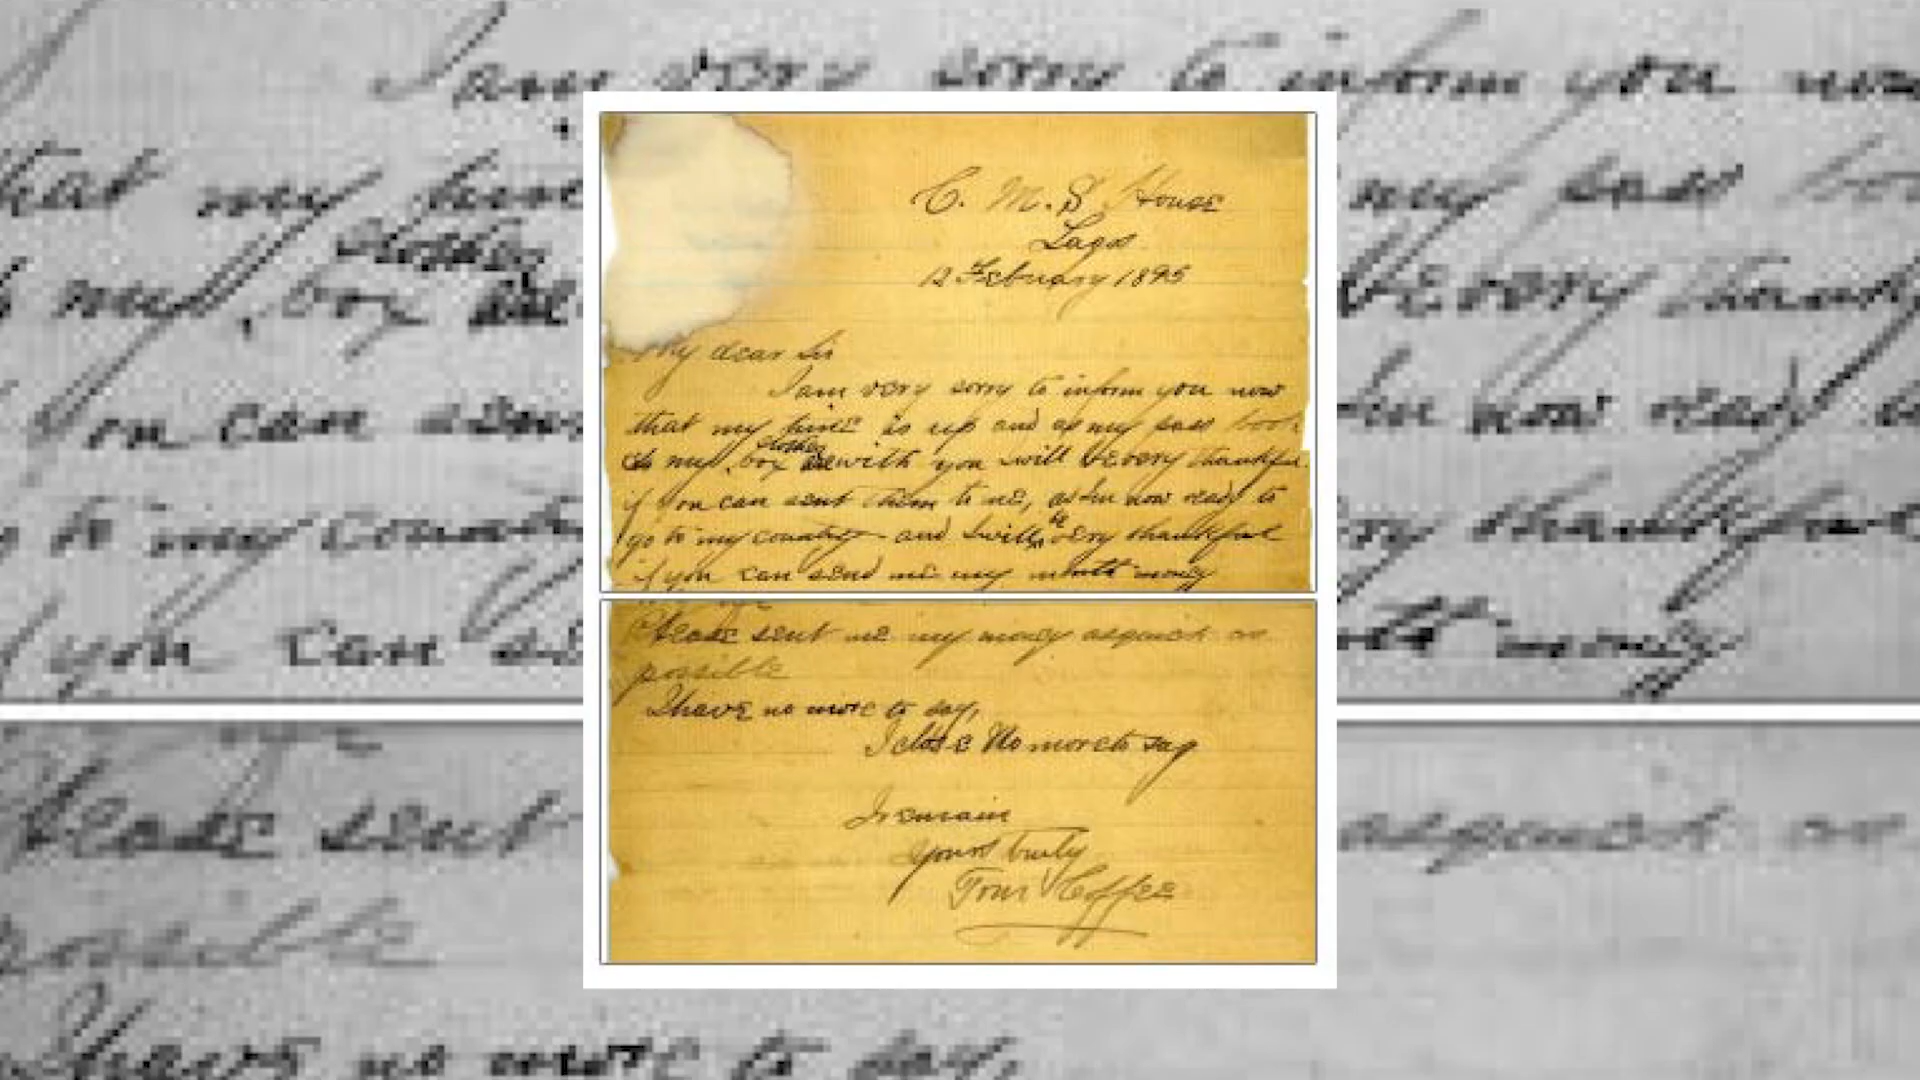 C. M. S House
Lagos
12 February 1895
My dear Sir
I am very sorry to inform you now
that my time is up and as my pass book
& my box clothes with you will be very thankful
if you can sent them to me, as I'm now ready to
go to my country and I will be very thankful
if you can send me my month money
Please sent me my money asquick as
possible
I have no more to say,
I close No more to say
I remain
yours truly
Tom Coffee